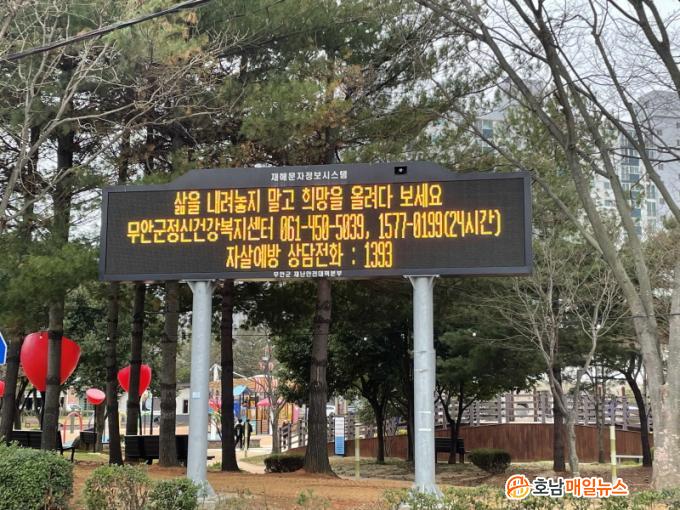 재해문자정보시스템
삶을 내려놓지 말고 희망을 올려다 보세요
무안군정신건강복지센터 061-450-5039, 1577-0199(24시간)
자살예방 상담전화 : 1393
무안군 재난안전대책본부
호남매일뉴스